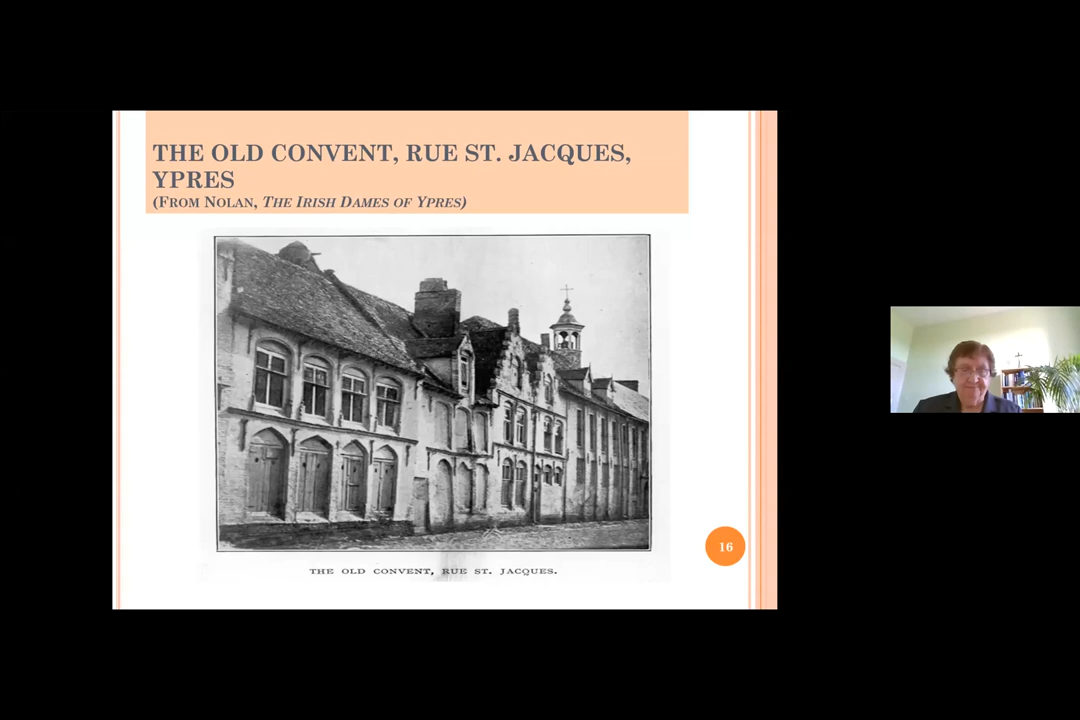 THE OLD CONVENT, RUE ST. JACQUES,
YPRES
(FROM NOLAN, THE IRISH DAMES OF YPRES)
THE OLD CONVENT, RUE ST. JACQUES.
16